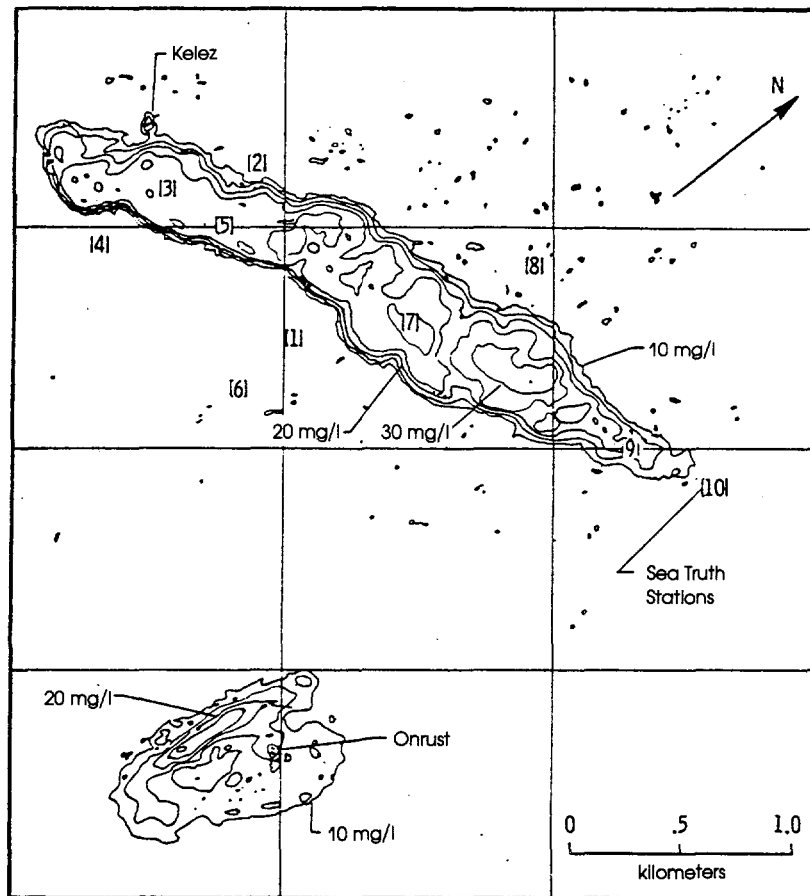 Kelez
N
[2]
[3]
[5]
[4]
[8]
[7]
[1]
10 mg/l
[6]
20 mg/l
30 mg/l
[9]
[10]
Sea Truth
Stations
20 mg/l
Onrust
10 mg/l
0 .5 1.0
kilometers